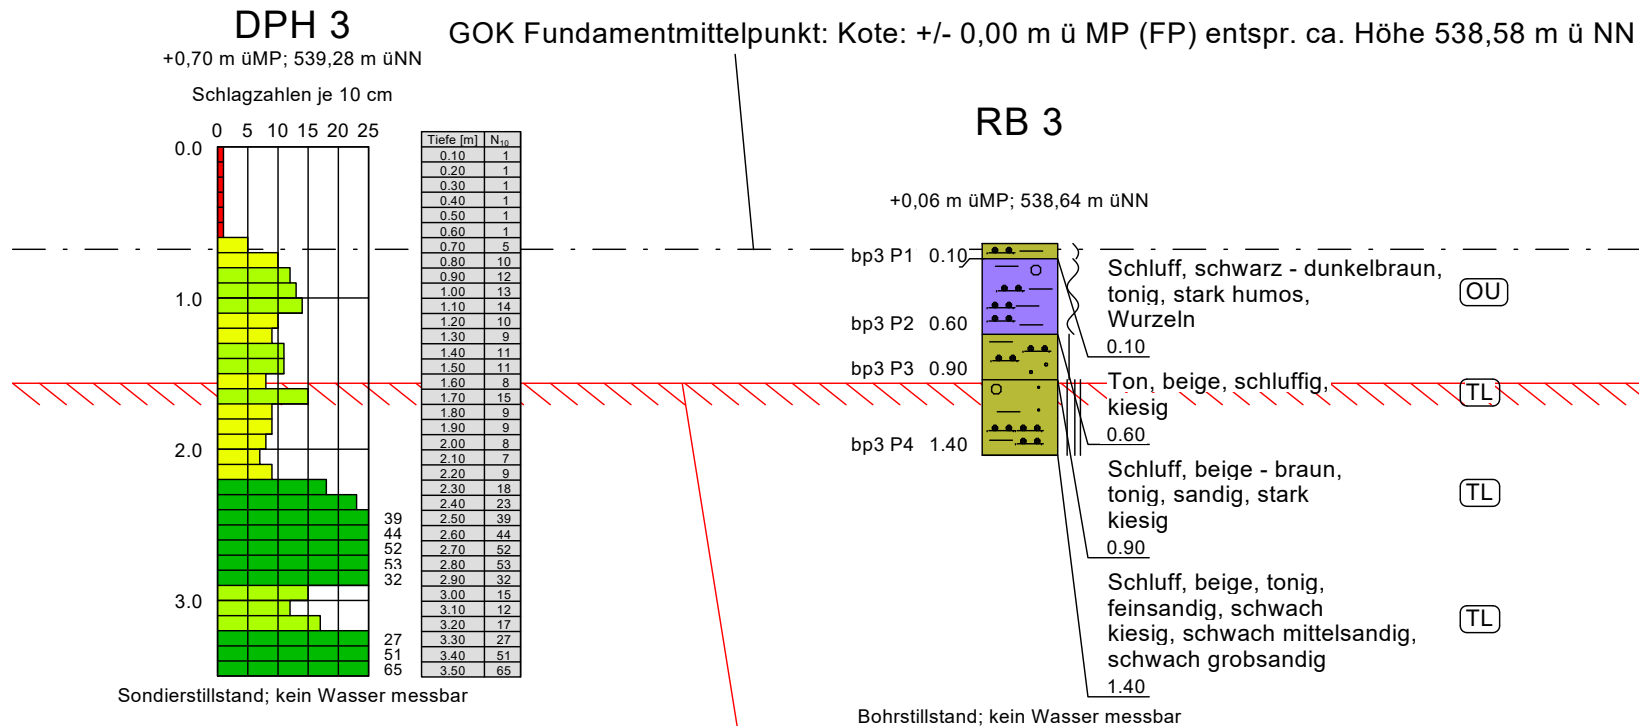 DPH 3
+0,70 m üMP; 539,28 m üNN
Schlagzahlen je 10 cm
GOK Fundamentmittelpunkt: Kote: +/- 0,00 m ü MP (FP) entspr. ca. Höhe 538,58 m ü NN
0 5 10 15 20 25
0.0
1.0
2.0
3.0
39
44
52
53
32
27
51
65
Tiefe [m] N10
0.10 1
0.20 1
0.30 1
0.40 1
0.50 1
0.60 1
0.70 5
0.80 10
0.90 12
1.00 13
1.10 14
1.20 10
1.30 9
1.40 11
1.50 11
1.60 8
1.70 15
1.80 9
1.90 9
2.00 8
2.10 7
2.20 9
2.30 18
2.40 23
2.50 39
2.60 44
2.70 52
2.80 53
2.90 32
3.00 15
3.10 12
3.20 17
3.30 27
3.40 51
3.50 65
Sondierstillstand; kein Wasser messbar
RB 3
+0,06 m üMP; 538,64 m üNN
bp3 P1 0.10
bp3 P2 0.60
bp3 P3 0.90
bp3 P4 1.40
Schluff, schwarz - dunkelbraun,
tonig, stark humos,
Wurzeln
0.10
OU
Ton, beige, schluffig,
kiesig
0.60
TL
Schluff, beige - braun,
tonig, sandig, stark
kiesig
0.90
TL
Schluff, beige, tonig,
feinsandig, schwach
kiesig, schwach mittelsandig,
schwach grobsandig
1.40
TL
Bohrstillstand; kein Wasser messbar